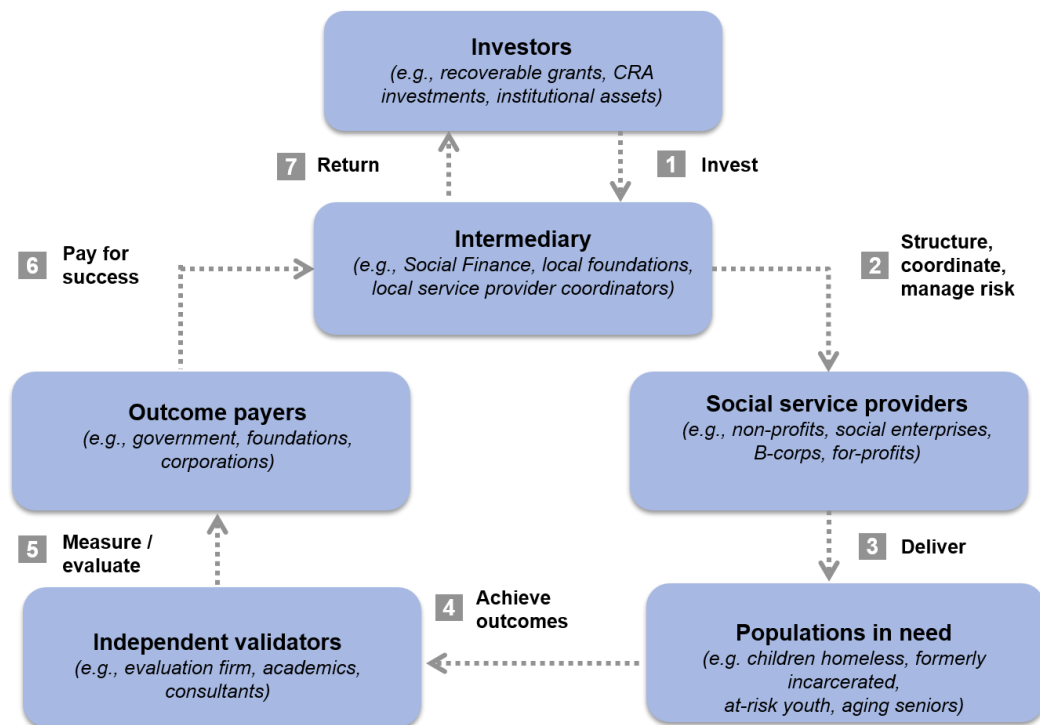 Investors
(e.g., recoverable grants, CRA
investments, institutional assets)
7 Return
1 Invest
Intermediary
(e.g., Social Finance, local foundations,
local service provider coordinators)
6 Pay for
success
2 Structure,
coordinate,
manage risk
Outcome payers
(e.g., government, foundations,
corporations)
Social service providers
(e.g., non-profits, social enterprises,
B-corps, for-profits)
5 Measure /
evaluate
3 Deliver
4 Achieve
outcomes
Independent validators
(e.g., evaluation firm, academics,
consultants)
Populations in need
(e.g. children homeless, formerly
incarcerated,
at-risk youth, aging seniors)